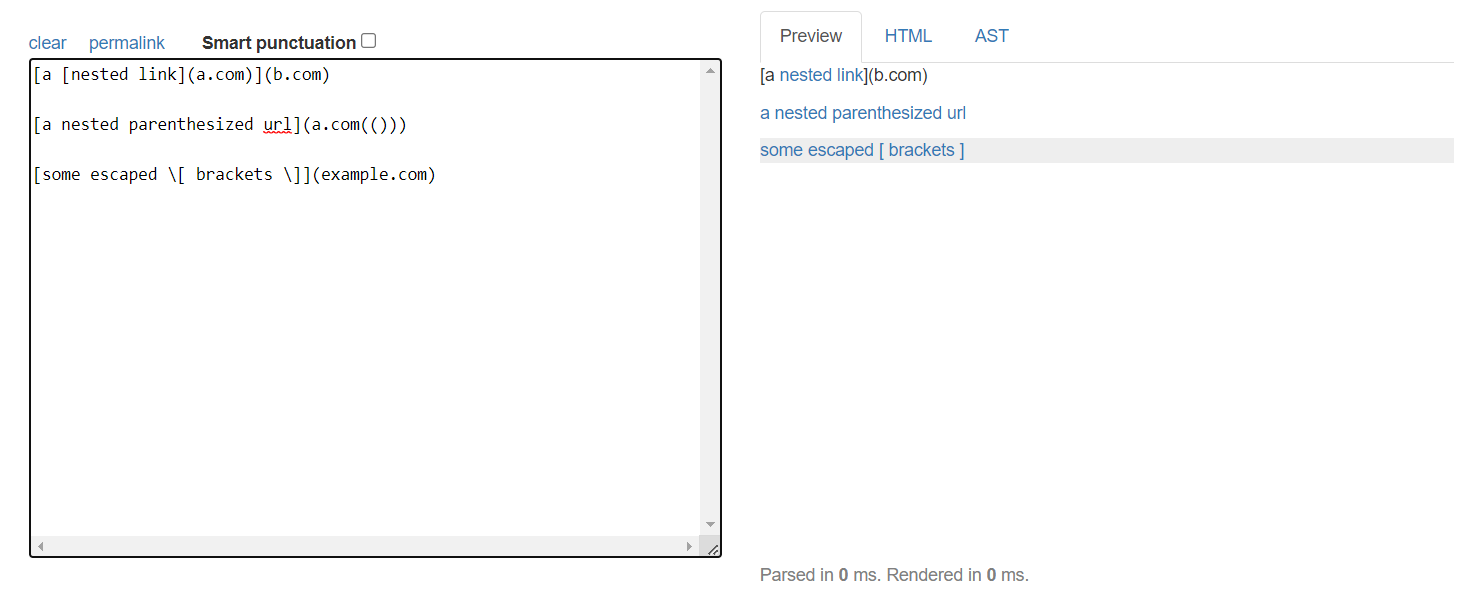 clear permalink Smart punctuation
[a [nested link](a.com)](b.com)
[a nested parenthesized url](a.com(()))
[some escaped \[ brackets \]](example.com)
Preview HTML AST
[a nested link](b.com)
a nested parenthesized url
some escaped [ brackets ]
Parsed in 0 ms. Rendered in 0 ms.